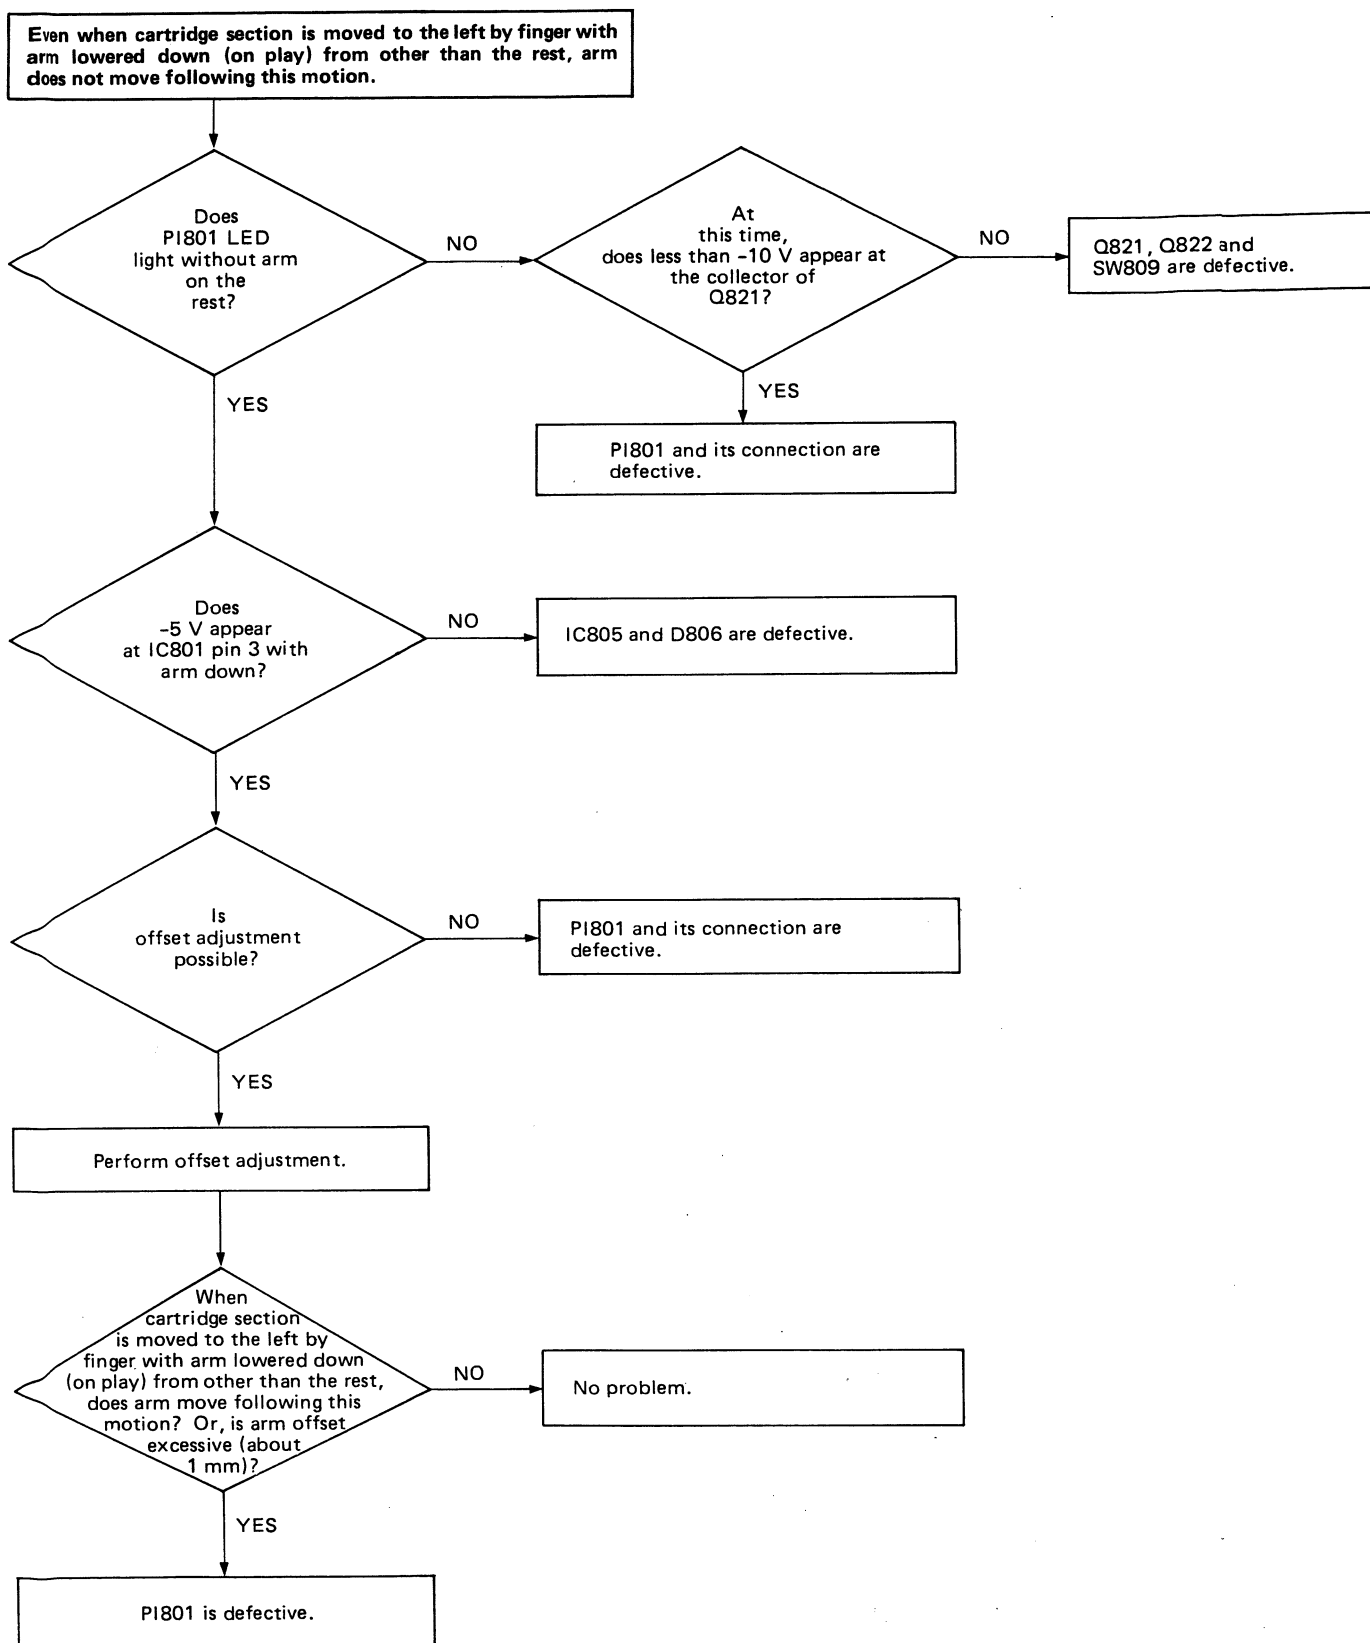 Even when cartridge section is moved to the left by finger with
arm lowered down (on play) from other than the rest, arm
does not move following this motion.
Does
PI801 LED
light without arm
on the
rest?
NO
At
this time,
does less than -10 V appear at
the collector of
Q821?
NO
Q821, Q822 and
SW809 are defective.
YES
YES
PI801 and its connection are
defective.
Does
-5 V appear
at IC801 pin 3 with
arm down?
NO
IC805 and D806 are defective.
YES
Is
offset adjustment
possible?
NO
PI801 and its connection are
defective.
YES
Perform offset adjustment.
When
cartridge section
is moved to the left by
finger with arm lowered down
(on play) from other than the rest,
does arm move following this
motion? Or, is arm offset
excessive (about
1 mm)?
NO
No problem.
YES
PI801 is defective.